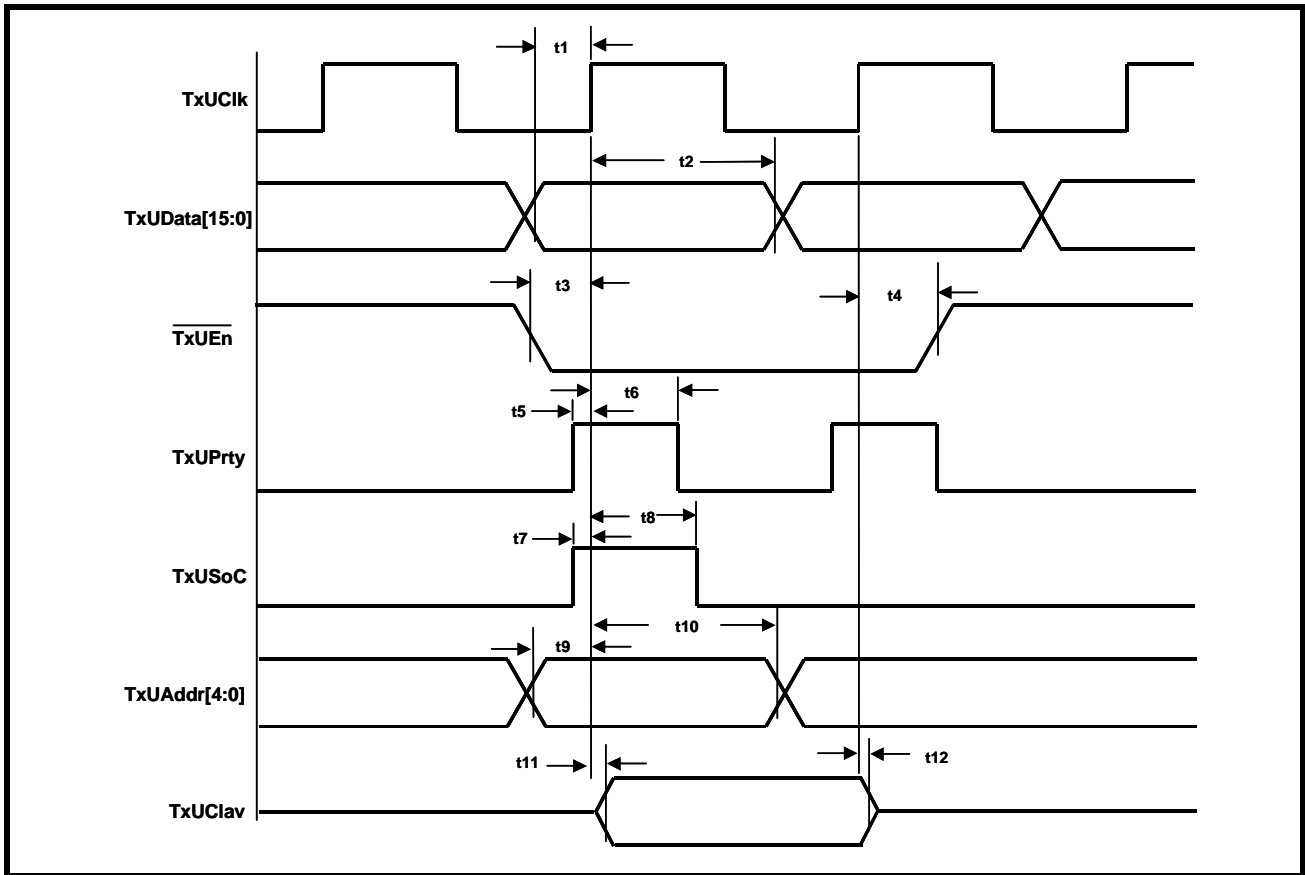 t1
TxUClk
t2
TxUData[15:0]
t3
t4
TxUEn
t6
t5
TxUPrty
t8
t7
TxUSoC
t10
t9
TxUAddr[4:0]
t11
t12
TxUClav